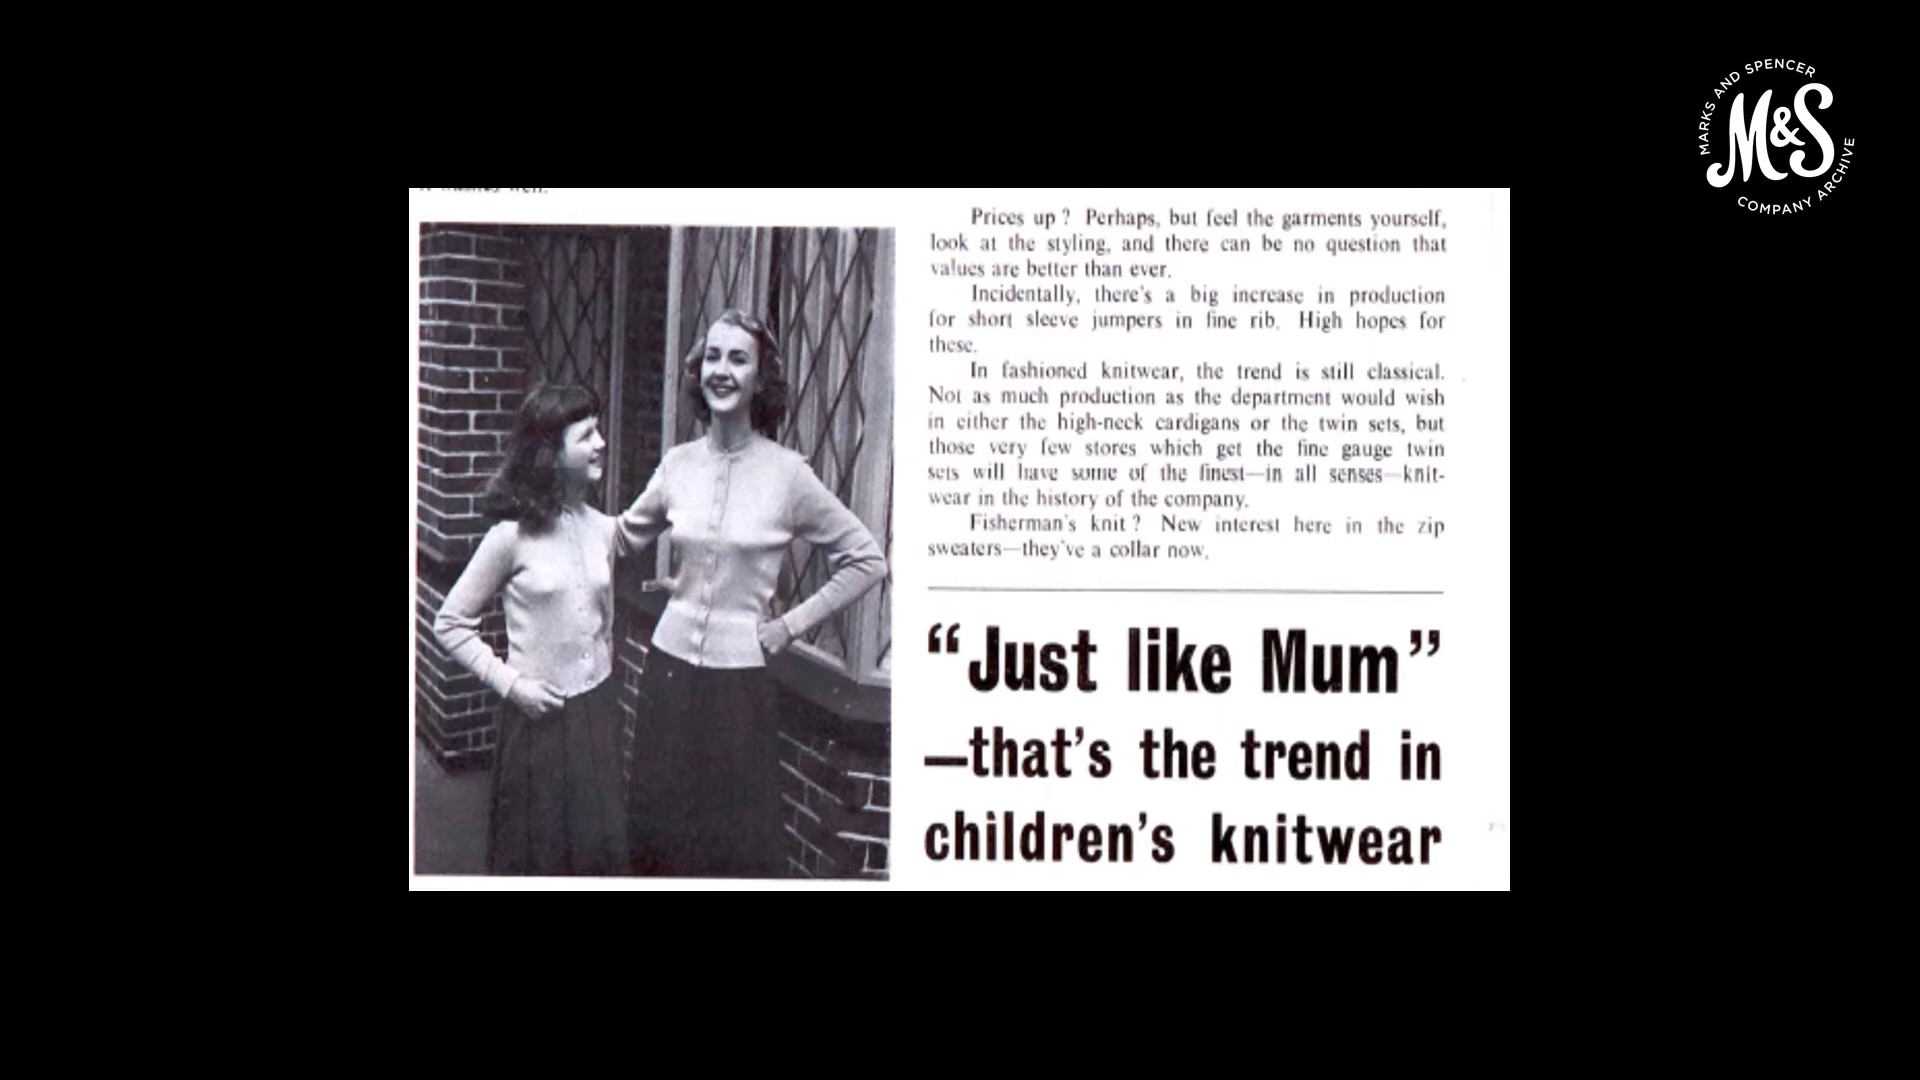 Prices up? Perhaps, but feel the garments yourself,
look at the styling, and there can be no question that
values are better than ever.
Incidentally, there's a big increase in production
for short sleeve jumpers in fine rib. High hopes for
these.
In fashioned knitwear, the trend is still classical.
Not as much production as the department would wish
in either the high-neck cardigans or the twin sets, but
those very few stores which get the fine gauge twin
sets will have some of the finest—in all senses—knit-
wear in the history of the company.
Fisherman's knit? New interest here in the zip
sweaters—they've a collar now.
"Just like Mum"
—that's the trend in
children's knitwear
MARKS AND SPENCER
M&S
COMPANY ARCHIVE